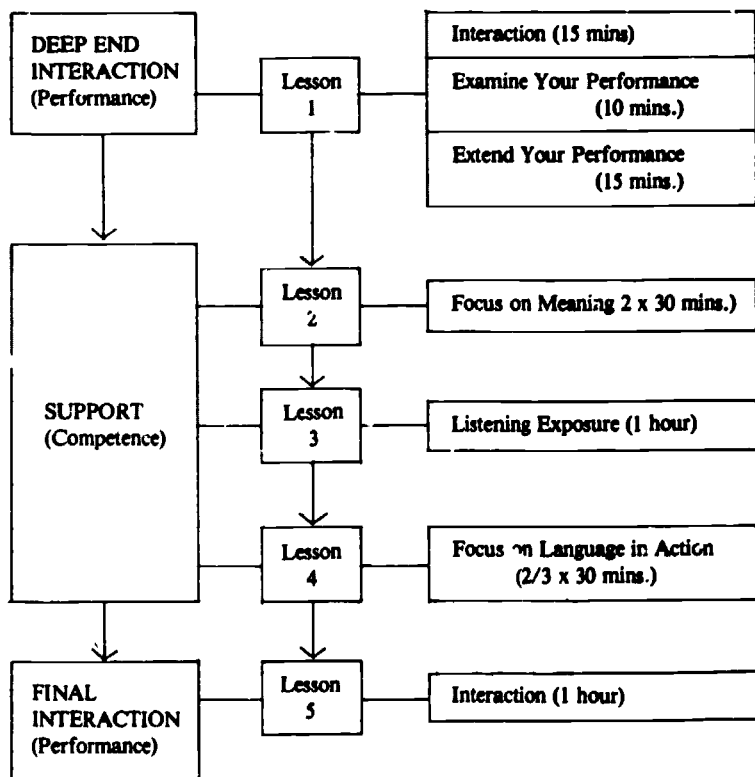 DEEP END
INTERACTION
(Performance)
Lesson
1
Interaction (15 mins)
Examine Your Performance
(10 mins.)
Extend Your Performance
(15 mins.)
SUPPORT
(Competence)
Lesson
2
Focus on Meaning 2 x 30 mins.)
Lesson
3
Listening Exposure (1 hour)
Lesson
4
Focus on Language in Action
(2/3 x 30 mins.)
FINAL
INTERACTION
(Performance)
Lesson
5
Interaction (1 hour)